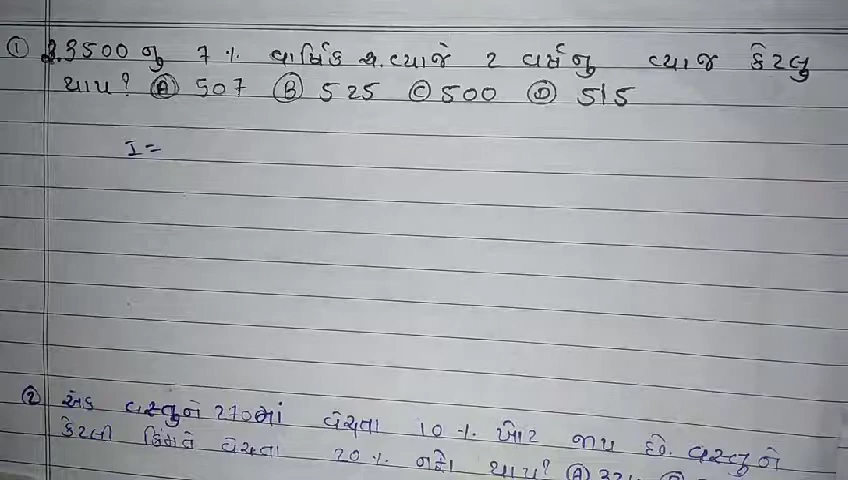 ① રૂ.3500 નુ 7 % વાર્ષિક ચ.વ્યાજે 2 વર્ષનુ વ્યાજ કેટલુ
થાય? Ⓐ 507 Ⓑ 525 Ⓒ 500 Ⓓ 515
I =
② એક વસ્તુને 270માં વેચતા 10 % ખોટ જાય છે. વસ્તુને
કેટલી કિંમતે વેચતા 20 % નફો થાય? Ⓐ